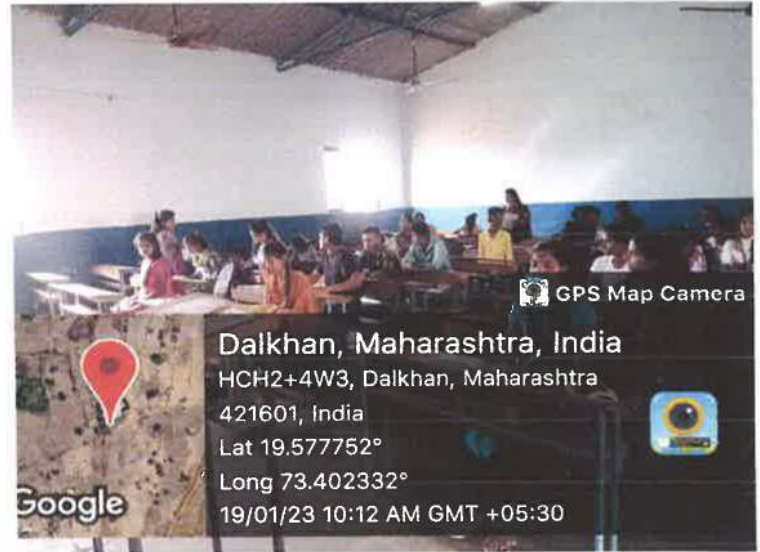 GPS Map Camera
Dalkhan, Maharashtra, India
HCH2+4W3, Dalkhan, Maharashtra
421601, India
Lat 19.577752°
Long 73.402332°
19/01/23 10:12 AM GMT +05:30
Google